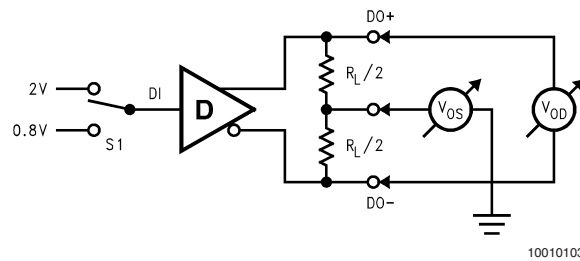 DO+
2V
DI
R_L/2
D
V_OS
V_OD
0.8V
S1
R_L/2
DO−
10010103